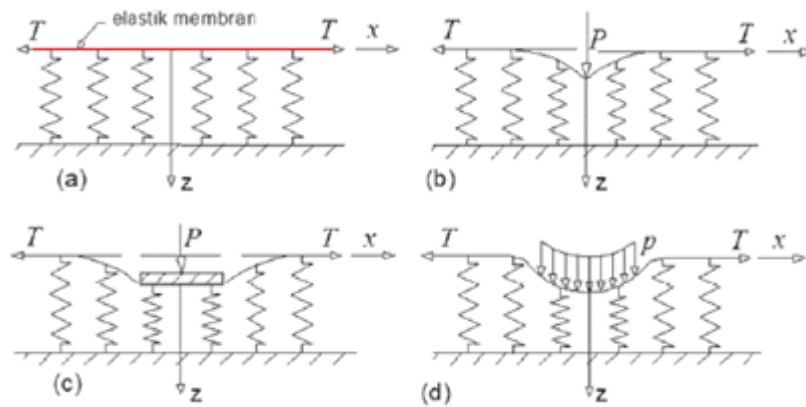 elastik membran
T T x
z
(a)
P T x
z
(b)
T P T x
z
(c)
T p T x
z
(d)